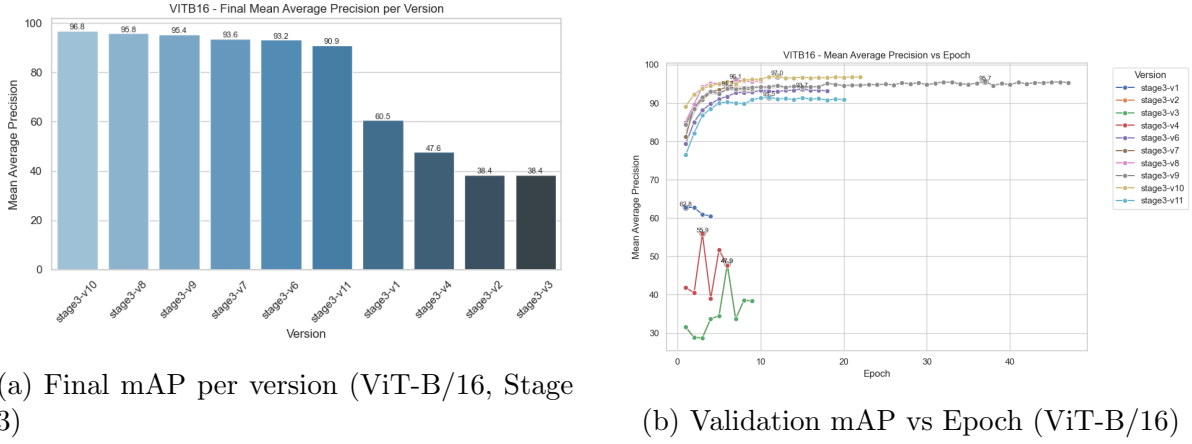 VITB16 - Final Mean Average Precision per Version
Mean Average Precision
100
80
60
40
20
0
96.8
95.8
95.4
93.6
93.2
90.9
60.5
47.6
38.4
38.4
stage3-v10
stage3-v8
stage3-v9
stage3-v7
stage3-v6
stage3-v11
stage3-v1
stage3-v4
stage3-v2
stage3-v3
Version
(a) Final mAP per version (ViT-B/16, Stage
3)
VITB16 - Mean Average Precision vs Epoch
Mean Average Precision
100
90
80
70
60
50
40
30
96.1
97.0
95.7
62.8
55.9
47.9
0
10
20
30
40
Epoch
Version
stage3-v1
stage3-v2
stage3-v3
stage3-v4
stage3-v6
stage3-v7
stage3-v8
stage3-v9
stage3-v10
stage3-v11
(b) Validation mAP vs Epoch (ViT-B/16)